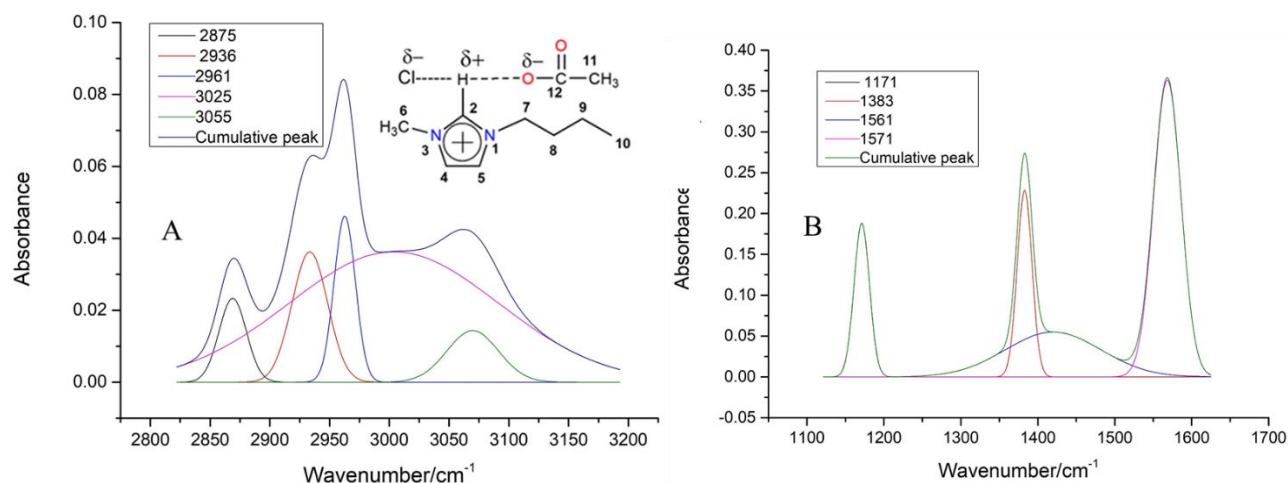 0.10
0.08
0.06
0.04
0.02
0.00
Absorbance
2875
2936
2961
3025
3055
Cumulative peak
A
δ−
δ+
δ−
O
11
Cl
H
O
C
CH₃
12
6
2
7
9
H₃C
N
N
3
1
8
10
4
5
2800 2850 2900 2950 3000 3050 3100 3150 3200
Wavenumber/cm⁻¹
0.40
0.35
0.30
0.25
0.20
0.15
0.10
0.05
0.00
-0.05
Absorbance
1171
1383
1561
1571
Cumulative peak
B
1100 1200 1300 1400 1500 1600 1700
Wavenumber/cm⁻¹